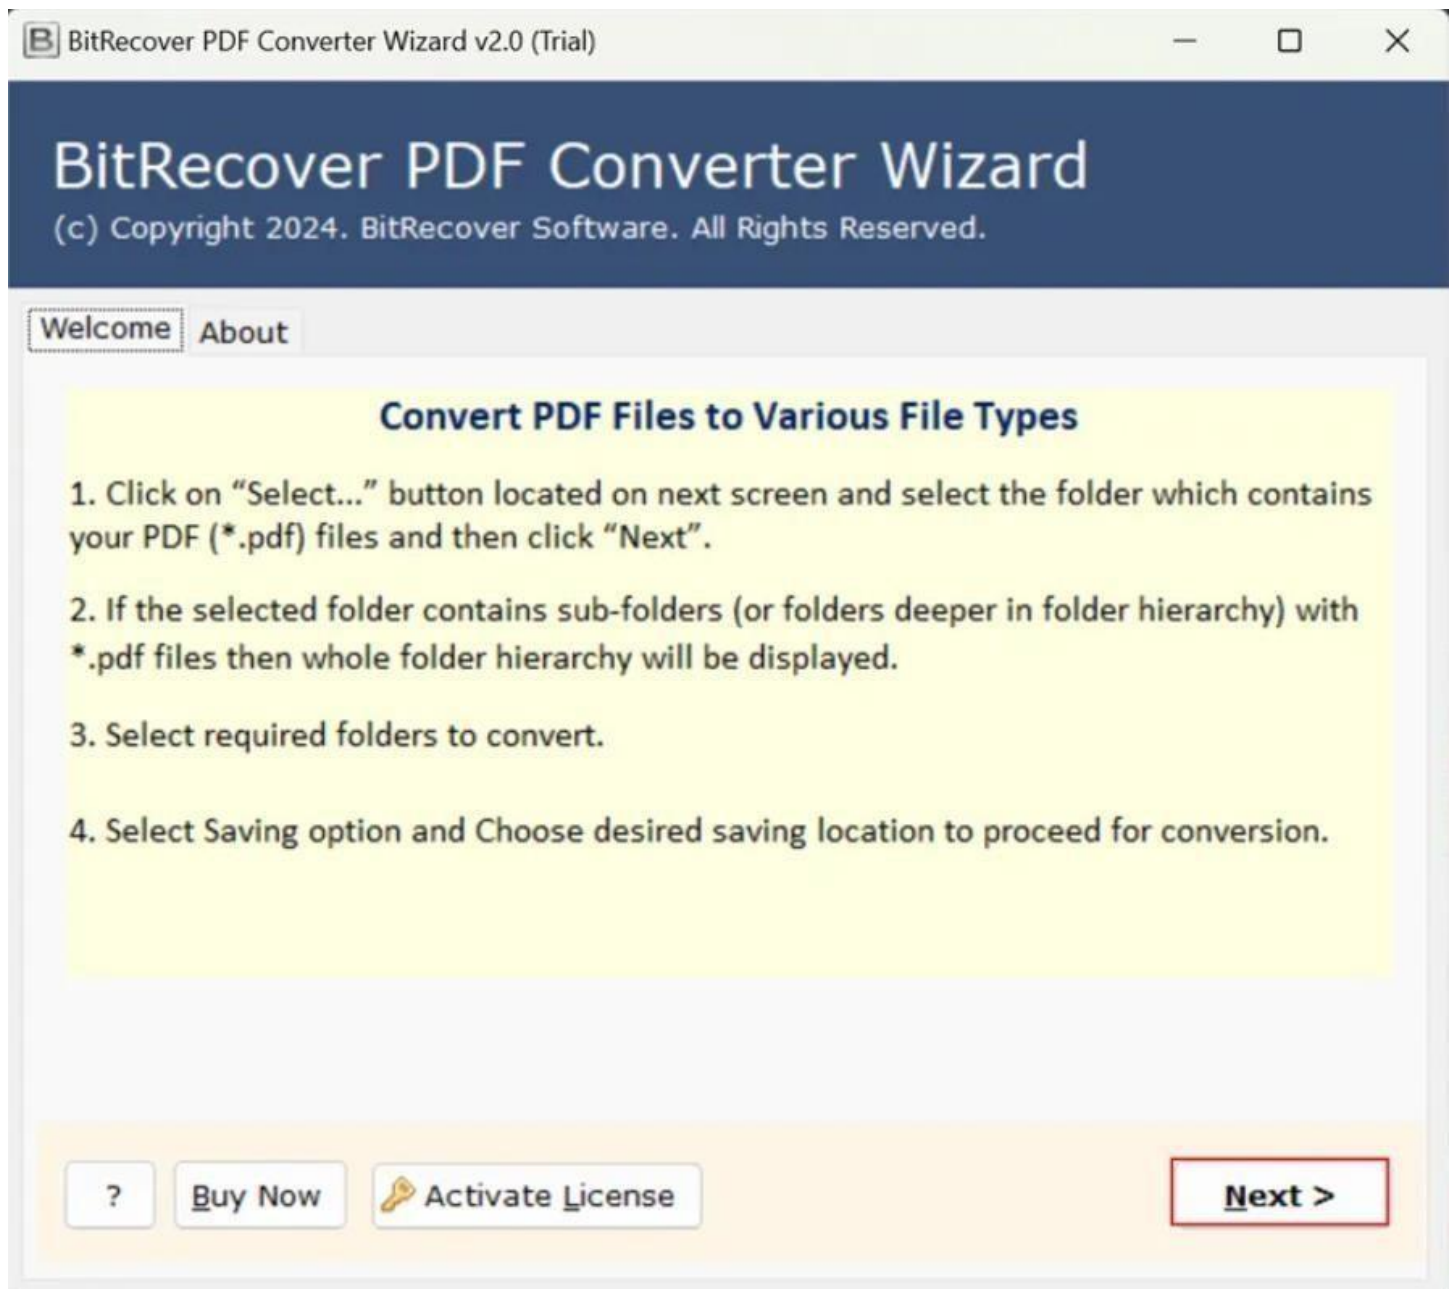 BitRecover PDF Converter Wizard v2.0 (Trial)
BitRecover PDF Converter Wizard
(c) Copyright 2024. BitRecover Software. All Rights Reserved.
Welcome
About
Convert PDF Files to Various File Types
1. Click on “Select...” button located on next screen and select the folder which contains
your PDF (*.pdf) files and then click “Next”.
2. If the selected folder contains sub-folders (or folders deeper in folder hierarchy) with
*.pdf files then whole folder hierarchy will be displayed.
3. Select required folders to convert.
4. Select Saving option and Choose desired saving location to proceed for conversion.
?
Buy Now
Activate License
Next >